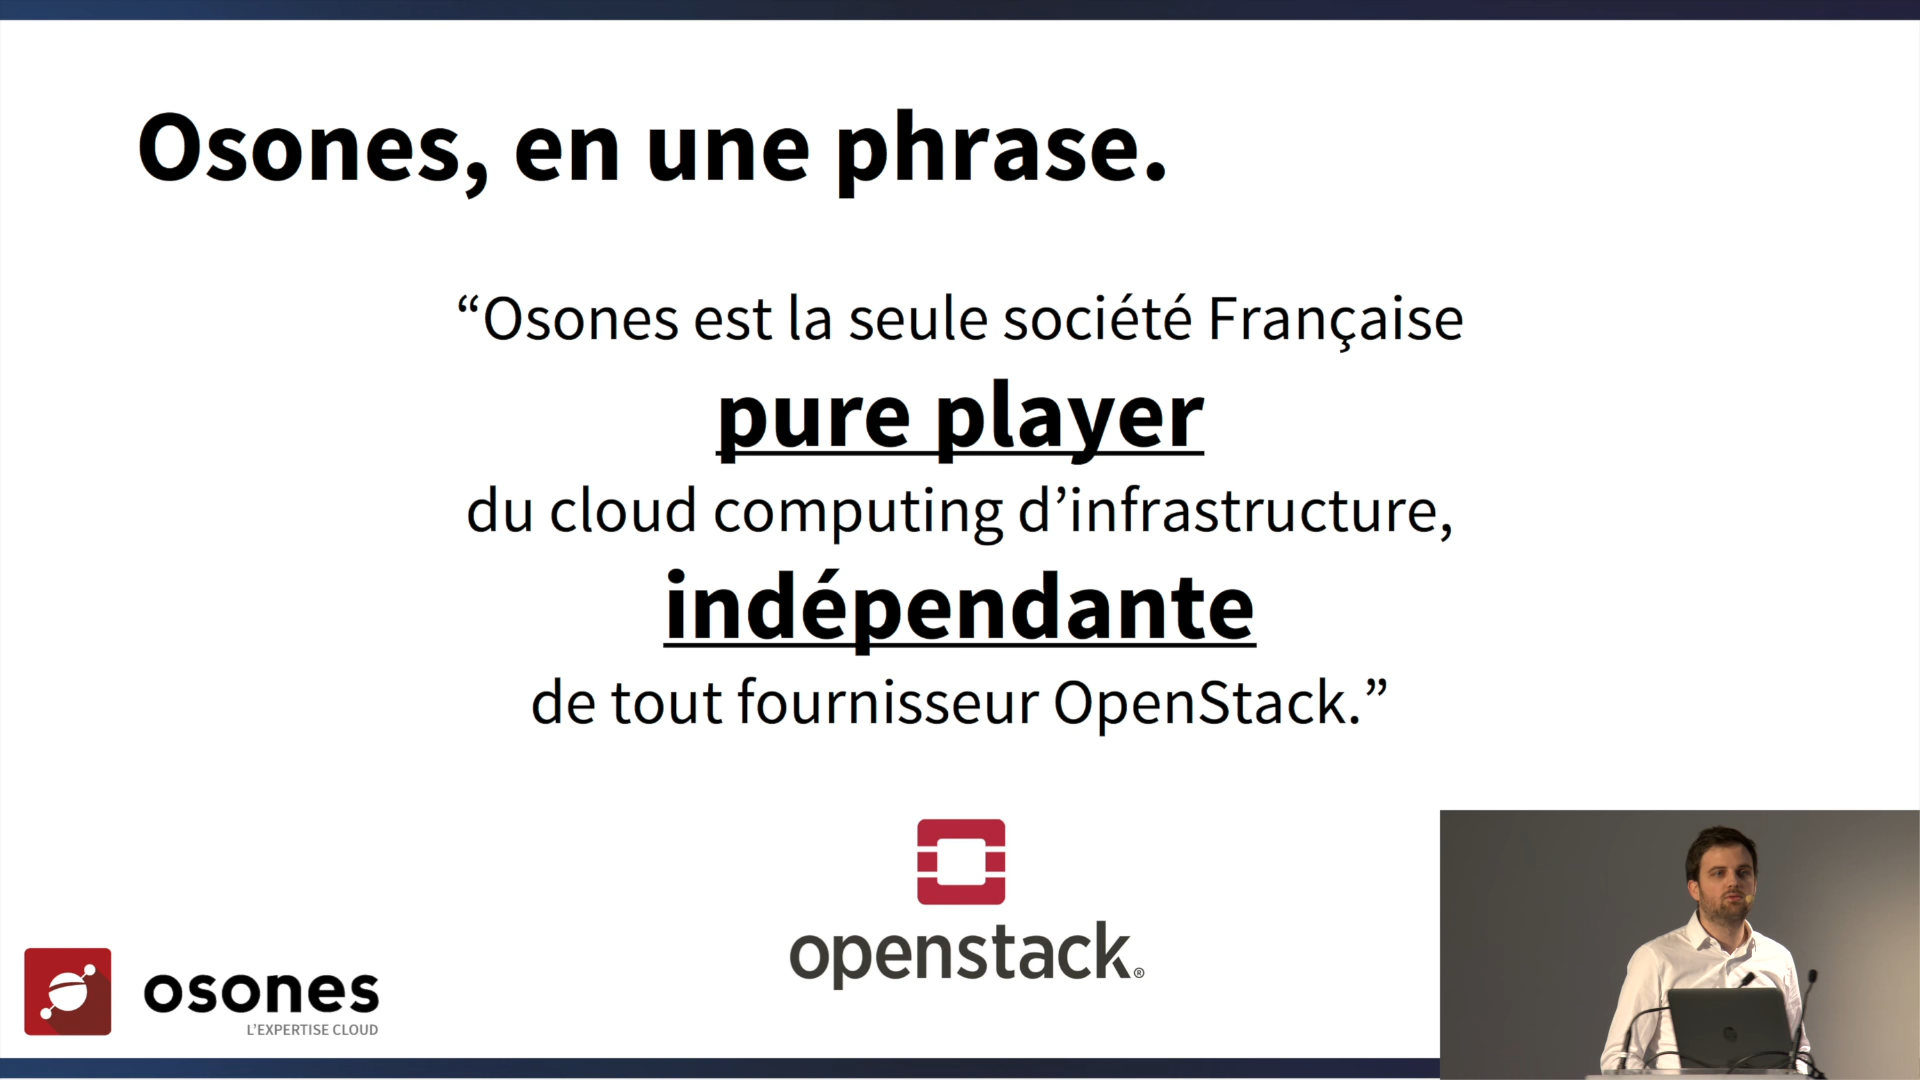 Osones, en une phrase.
“Osones est la seule société Française
pure player
du cloud computing d’infrastructure,
indépendante
de tout fournisseur OpenStack.”
openstack®
osones
L’EXPERTISE CLOUD